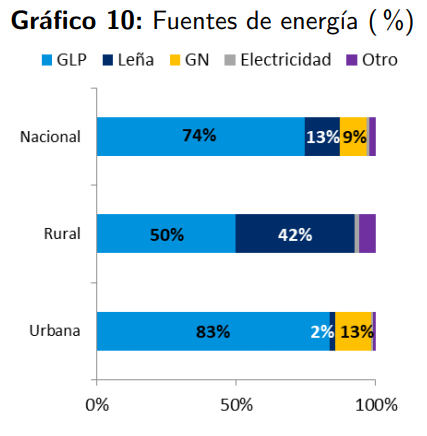 Gráfico 10: Fuentes de energía (%)
GLP Leña GN Electricidad Otro
Nacional 74% 13% 9%
Rural 50% 42%
Urbana 83% 2% 13%
0% 50% 100%